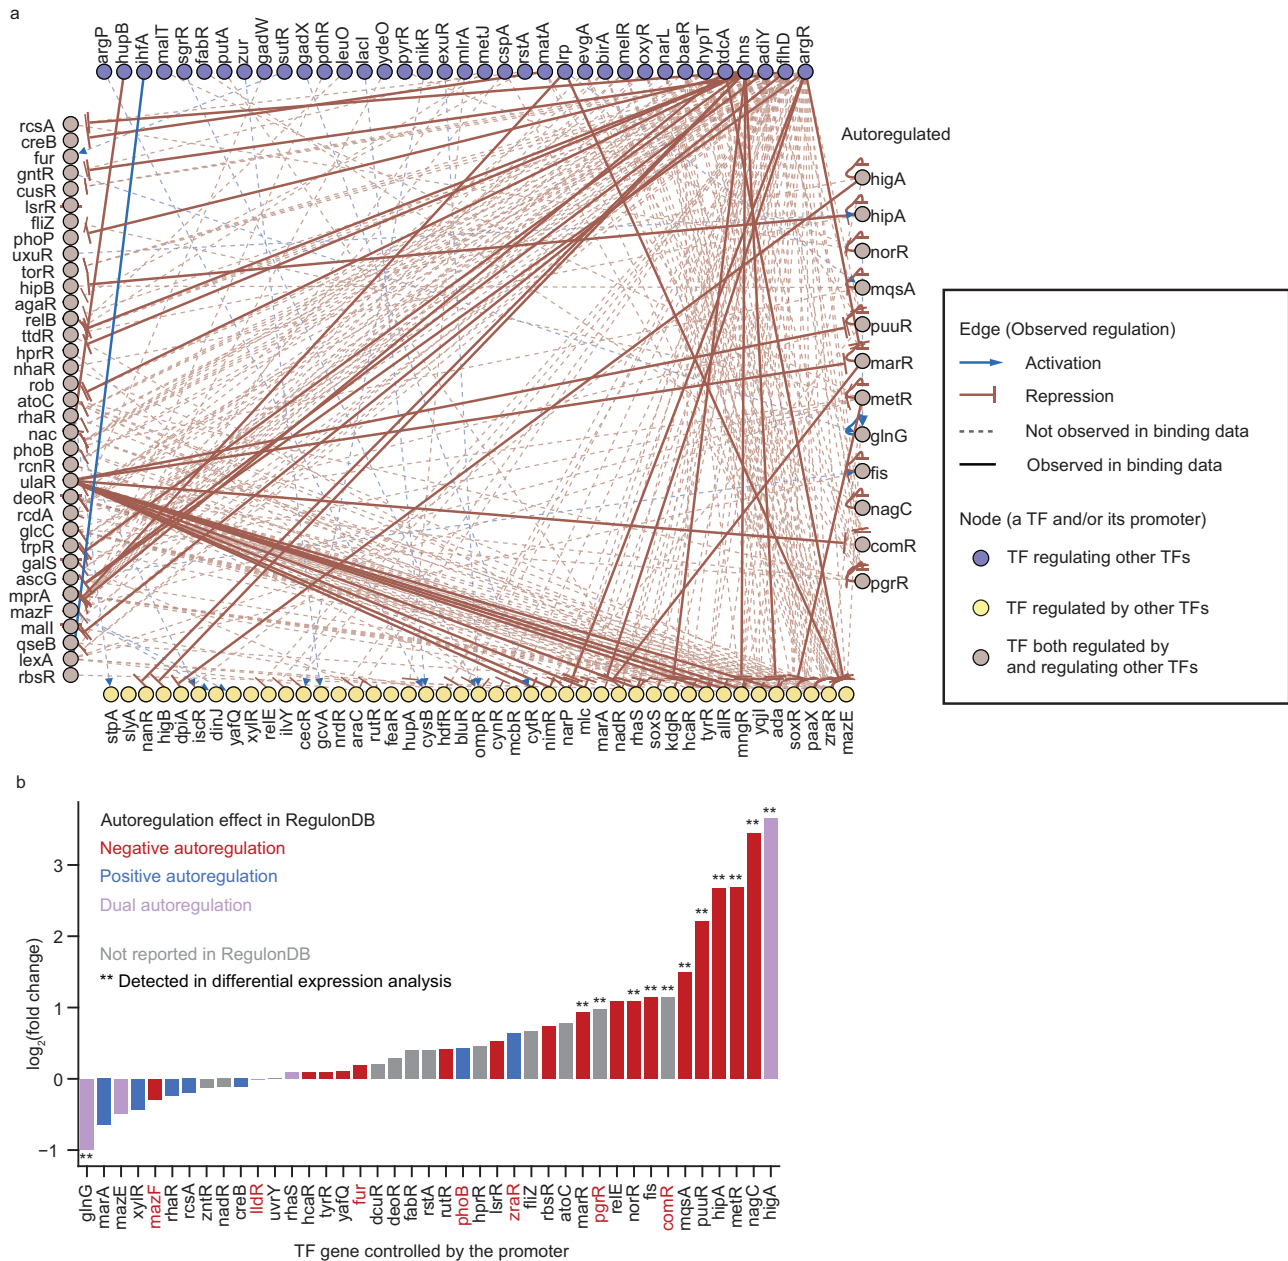 a
argP
hupB
ihfA
malT
sgrR
fabR
putA
zur
gadW
sutR
gadX
pdhR
leuO
lacI
ydeO
pyrR
nikR
exuR
mlrA
metJ
cspA
rstA
matA
lrp
evgA
birA
melR
oxyR
narL
baeR
hypT
tdcA
hns
adiY
flhD
argR
rcsA
creB
fur
gntR
cusR
lsrR
fliZ
phoP
uxuR
torR
hipB
agaR
relB
ttdR
hprR
nhaR
rob
atoC
rhaR
nac
phoB
rcnR
ulaR
deoR
rcdA
glcC
trpR
galS
ascG
mprA
mazF
malI
qseB
lexA
rbsR
Autoregulated
higA
hipA
norR
mqsA
puuR
marR
metR
glnG
fis
nagC
comR
pgrR
stpA
slyA
nanR
higB
dpiA
iscR
dinJ
yafQ
xylR
relE
ilvY
cecR
gcvA
nrdR
araC
rutR
feaR
hupA
cysB
hdfR
bluR
ompR
cynR
mcbR
cytR
nimR
narP
mlc
marA
nadR
rhaS
soxS
kdgR
hcaR
tyrR
allR
mngR
yqjI
ada
soxR
paaX
zraR
mazE
Edge (Observed regulation)
Activation
Repression
Not observed in binding data
Observed in binding data
Node (a TF and/or its promoter)
TF regulating other TFs
TF regulated by other TFs
TF both regulated by
and regulating other TFs
b
Autoregulation effect in RegulonDB
Negative autoregulation
Positive autoregulation
Dual autoregulation
Not reported in RegulonDB
** Detected in differential expression analysis
log2(fold change)
3
2
1
0
−1
**
**
**
**
**
**
**
**
**
**
**
**
**
glnG
marA
mazE
xylR
mazF
rhaR
rcsA
zntR
nadR
creB
lldR
uvrY
rhaS
hcaR
tyrR
yafQ
fur
dcuR
deoR
fabR
rstA
rutR
phoB
hprR
lsrR
zraR
fliZ
rbsR
atoC
marR
pgrR
relE
norR
fis
comR
mqsA
puuR
hipA
metR
nagC
higA
TF gene controlled by the promoter